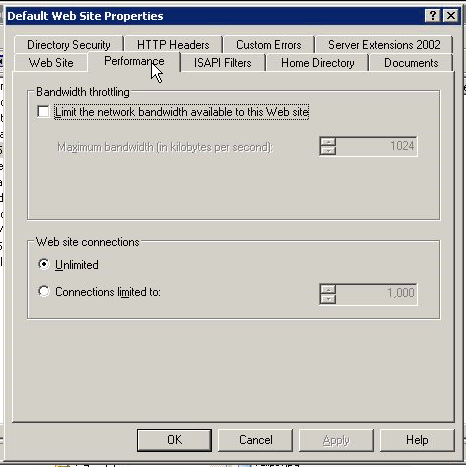 Default Web Site Properties
Directory Security HTTP Headers Custom Errors Server Extensions 2002
Web Site Performance ISAPI Filters Home Directory Documents
Bandwidth throttling
Limit the network bandwidth available to this Web site
Maximum bandwidth (in kilobytes per second): 1024
Web site connections
Unlimited
Connections limited to: 1,000
OK Cancel Apply Help